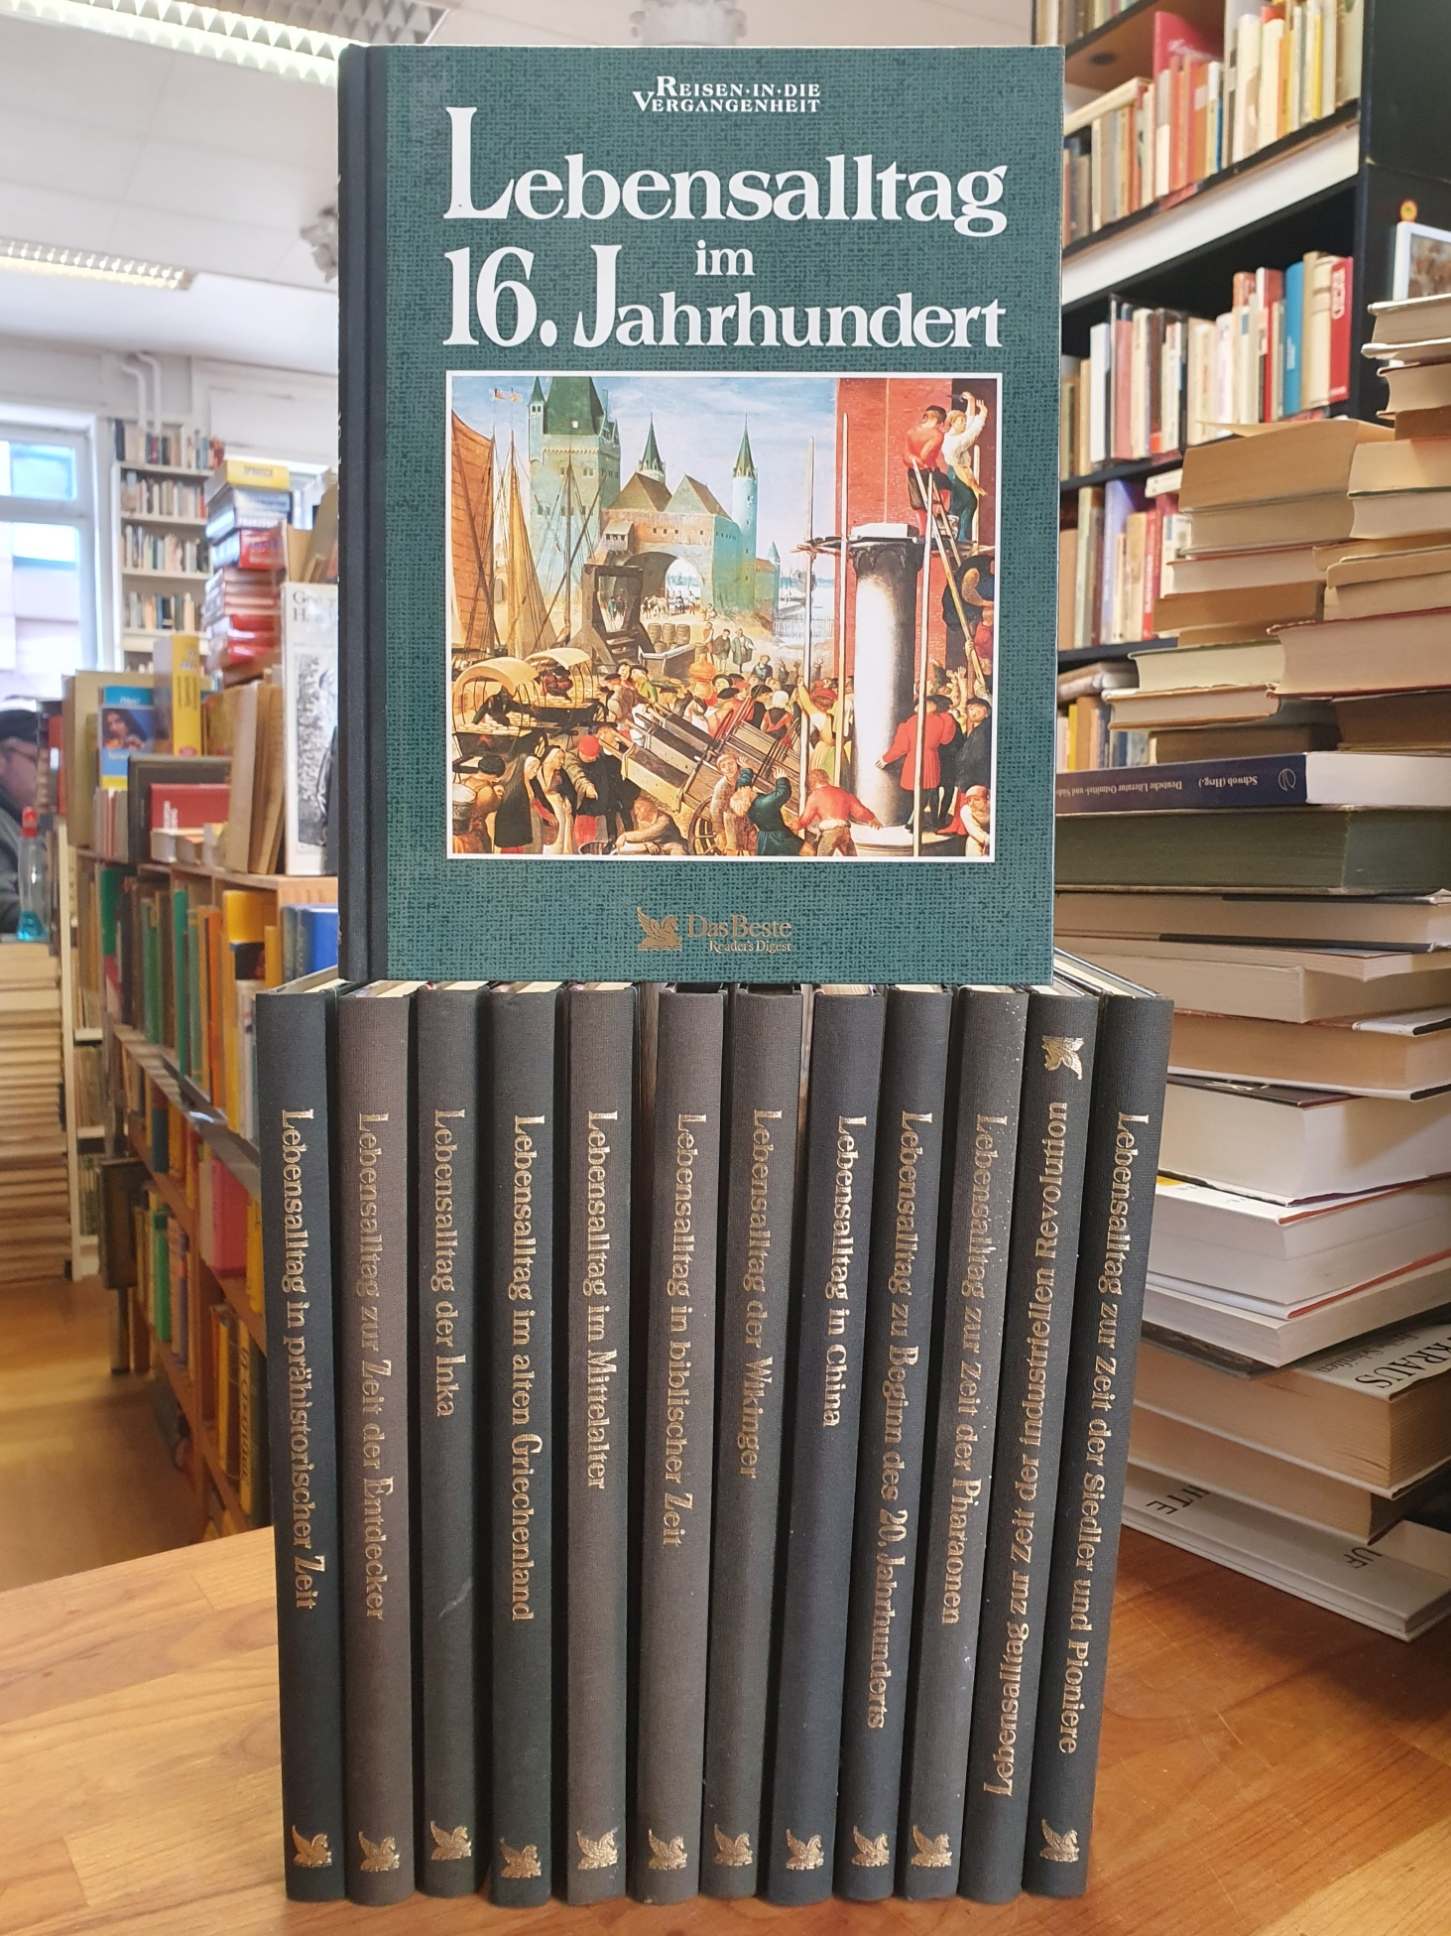 REISEN·IN·DIE
VERGANGENHEIT
Lebensalltag
im
16. Jahrhundert
Das Beste
Reader's Digest
Lebensalltag in prähistorischer Zeit
Lebensalltag zur Zeit der Entdecker
Lebensalltag der Inka
Lebensalltag im alten Griechenland
Lebensalltag im Mittelalter
Lebensalltag in biblischer Zeit
Lebensalltag der Wikinger
Lebensalltag in China
Lebensalltag zu Beginn des 20. Jahrhunderts
Lebensalltag zur Zeit der Pharaonen
Lebensalltag zur Zeit der industriellen Revolution
Lebensalltag zur Zeit der Siedler und Pioniere
Schwob (Hrsg.)
KRAUS